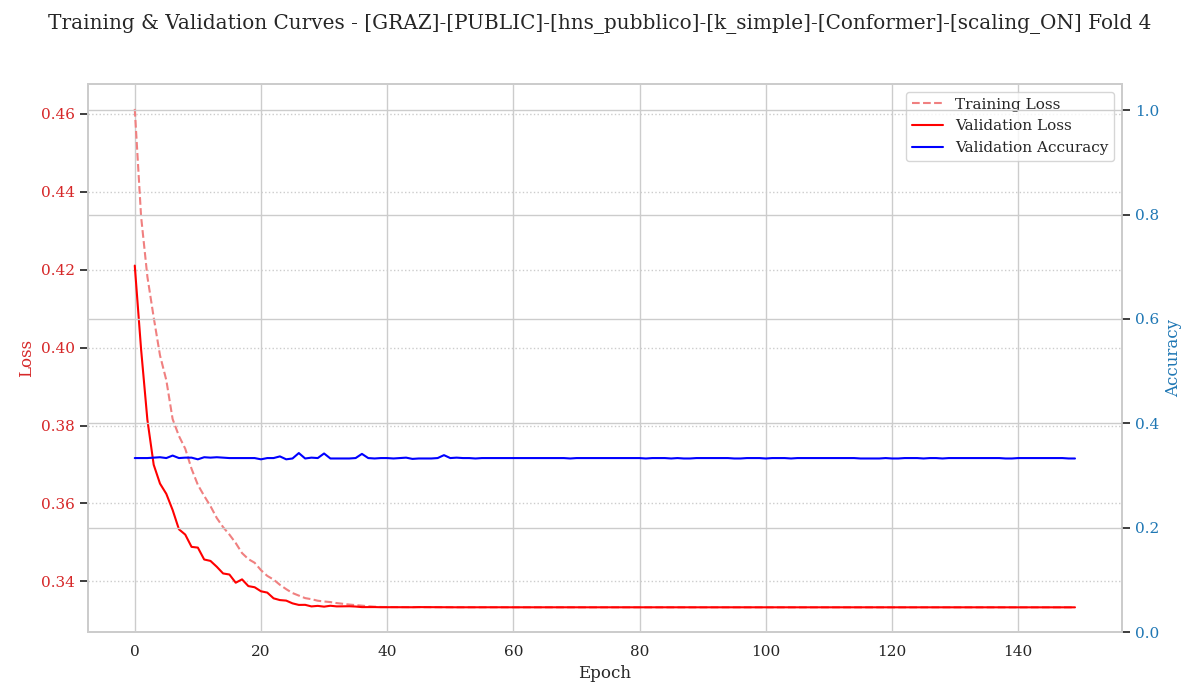 Training & Validation Curves - [GRAZ]-[PUBLIC]-[hns_pubblico]-[k_simple]-[Conformer]-[scaling_ON] Fold 4
Training Loss
Validation Loss
Validation Accuracy
0.46
0.44
0.42
0.40
0.38
0.36
0.34
Loss
1.0
0.8
0.6
0.4
0.2
0.0
Accuracy
0 20 40 60 80 100 120 140
Epoch